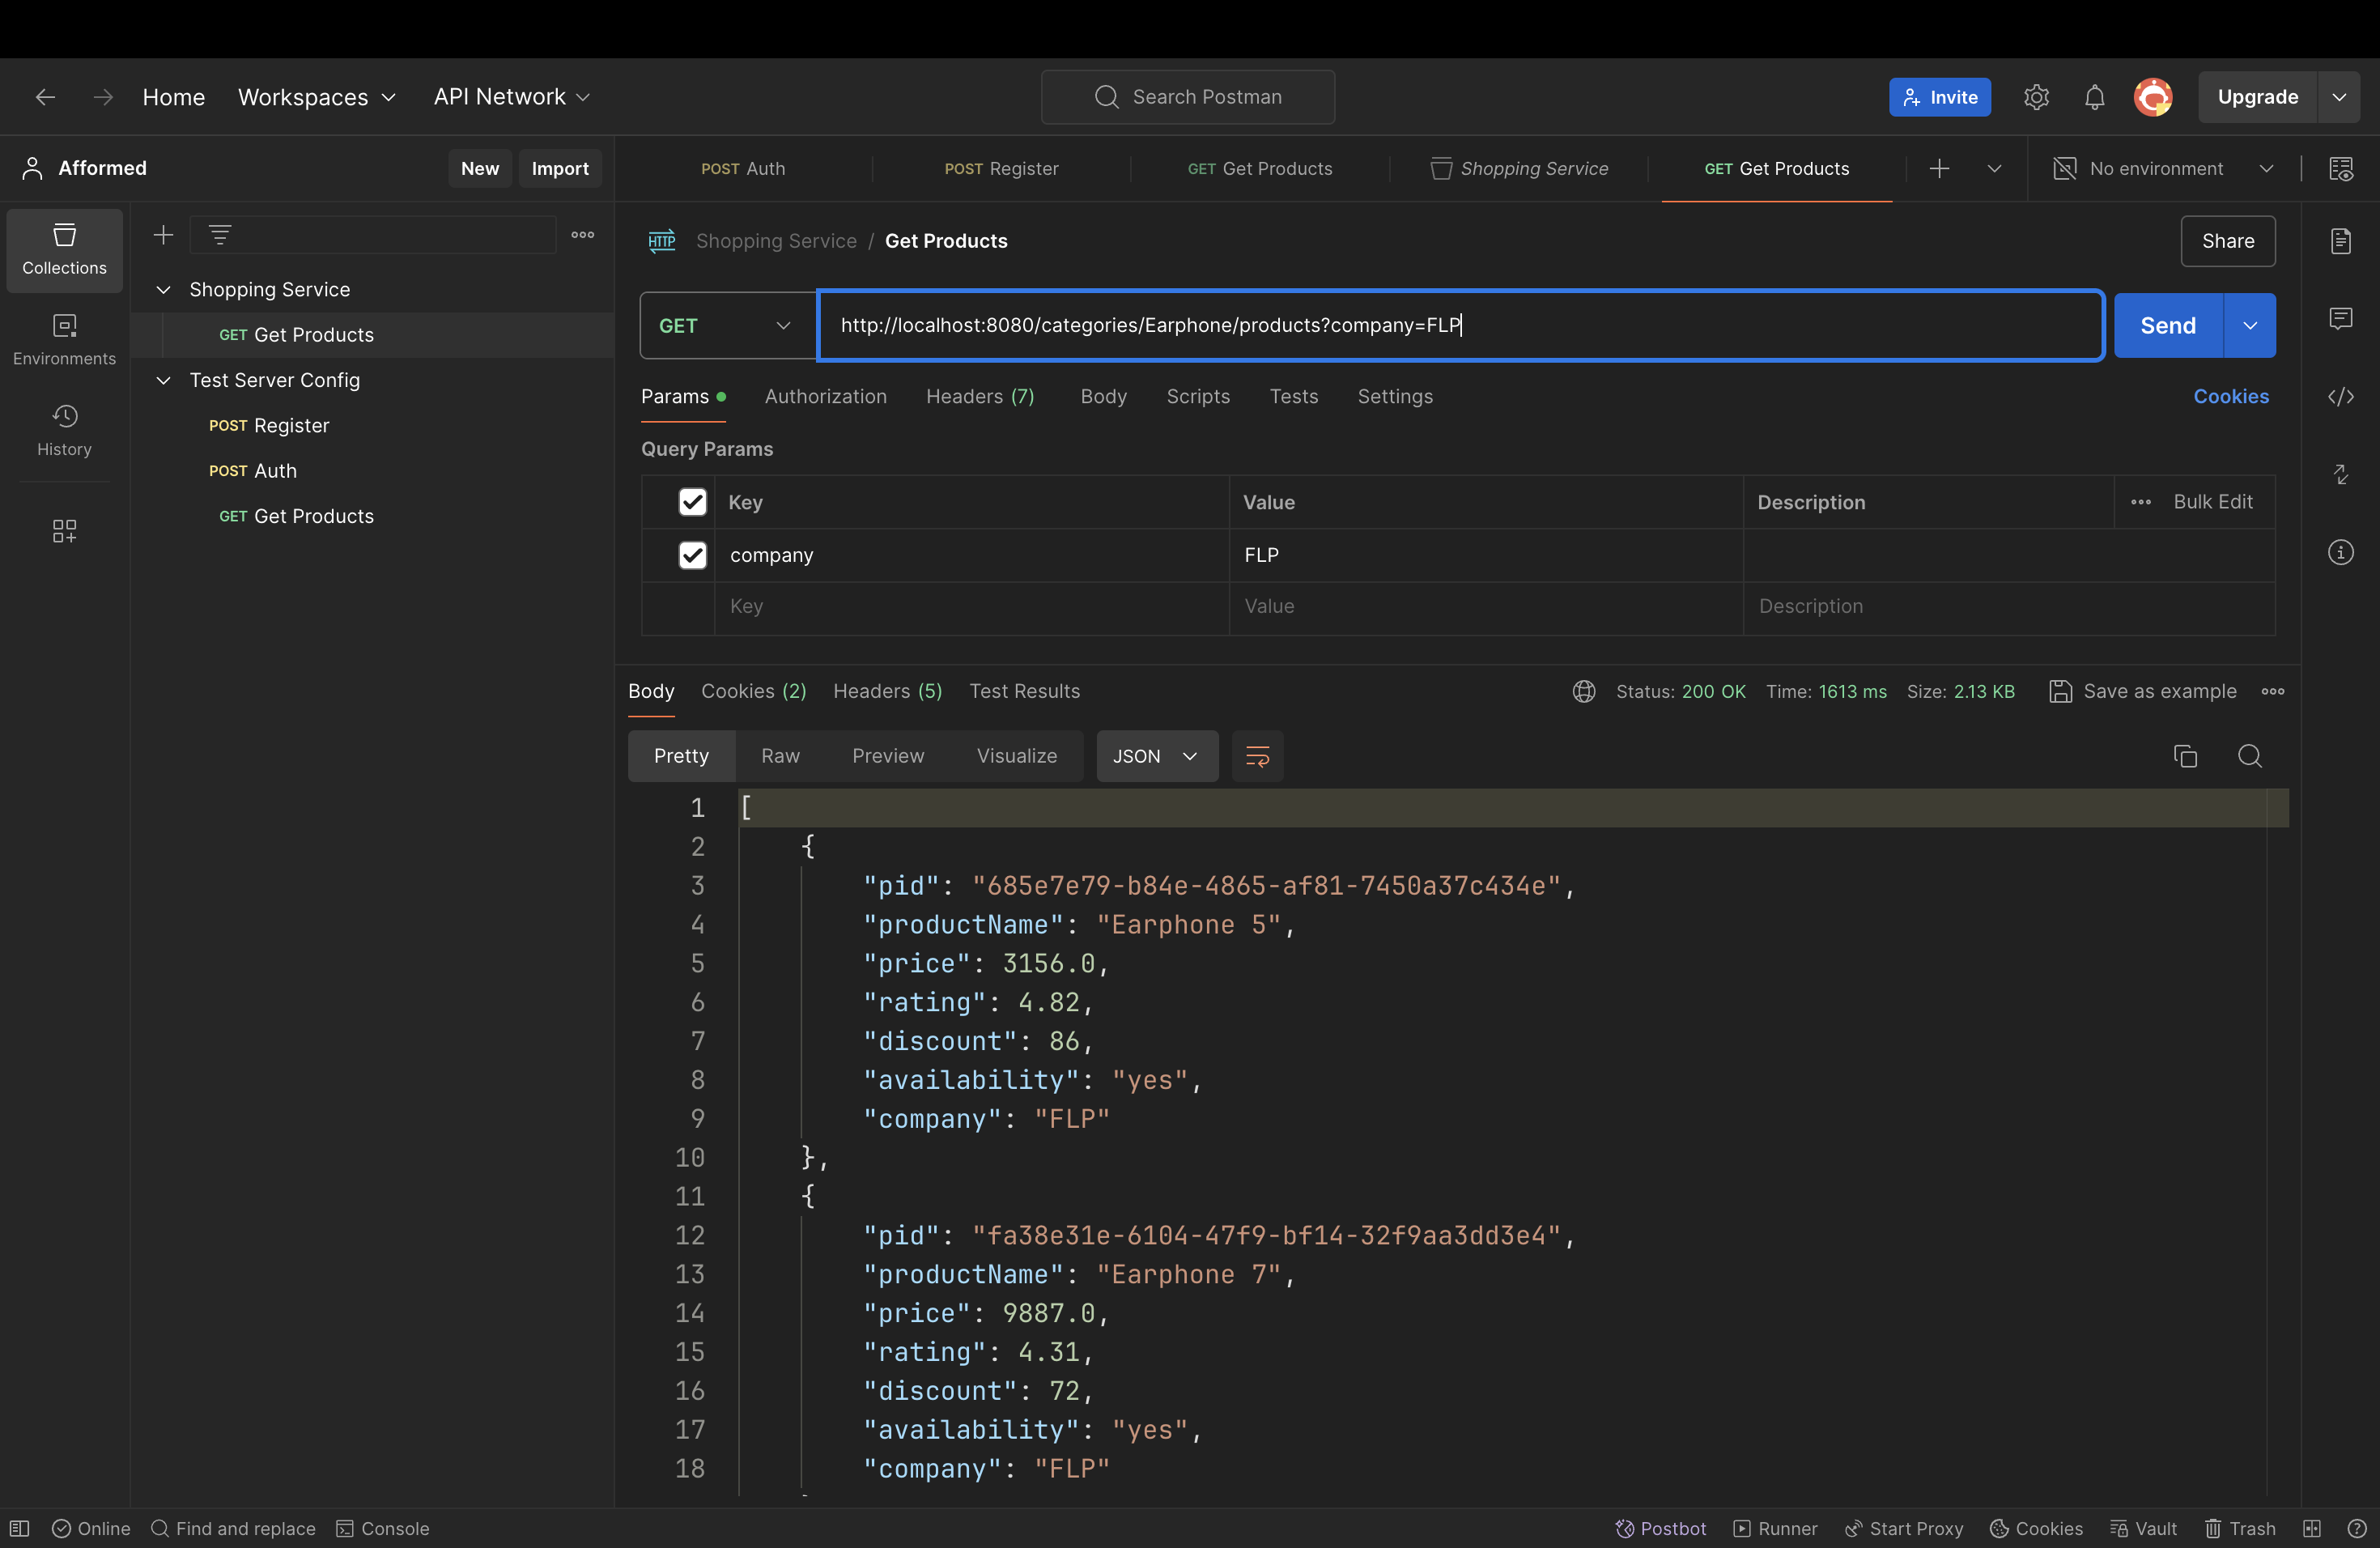 Home Workspaces API Network Search Postman Invite Upgrade
Afformed New Import POST Auth POST Register GET Get Products Shopping Service GET Get Products No environment
Collections
Environments
History
Shopping Service
GET Get Products
Test Server Config
POST Register
POST Auth
GET Get Products
HTTP Shopping Service / Get Products Share
GET http://localhost:8080/categories/Earphone/products?company=FLP Send
Params Authorization Headers (7) Body Scripts Tests Settings Cookies
Query Params
Key Value Description Bulk Edit
company FLP
Key Value Description
Body Cookies (2) Headers (5) Test Results Status: 200 OK Time: 1613 ms Size: 2.13 KB Save as example
Pretty Raw Preview Visualize JSON
1 [
2 {
3 "pid": "685e7e79-b84e-4865-af81-7450a37c434e",
4 "productName": "Earphone 5",
5 "price": 3156.0,
6 "rating": 4.82,
7 "discount": 86,
8 "availability": "yes",
9 "company": "FLP"
10 },
11 {
12 "pid": "fa38e31e-6104-47f9-bf14-32f9aa3dd3e4",
13 "productName": "Earphone 7",
14 "price": 9887.0,
15 "rating": 4.31,
16 "discount": 72,
17 "availability": "yes",
18 "company": "FLP"
Online Find and replace Console Postbot Runner Start Proxy Cookies Vault Trash